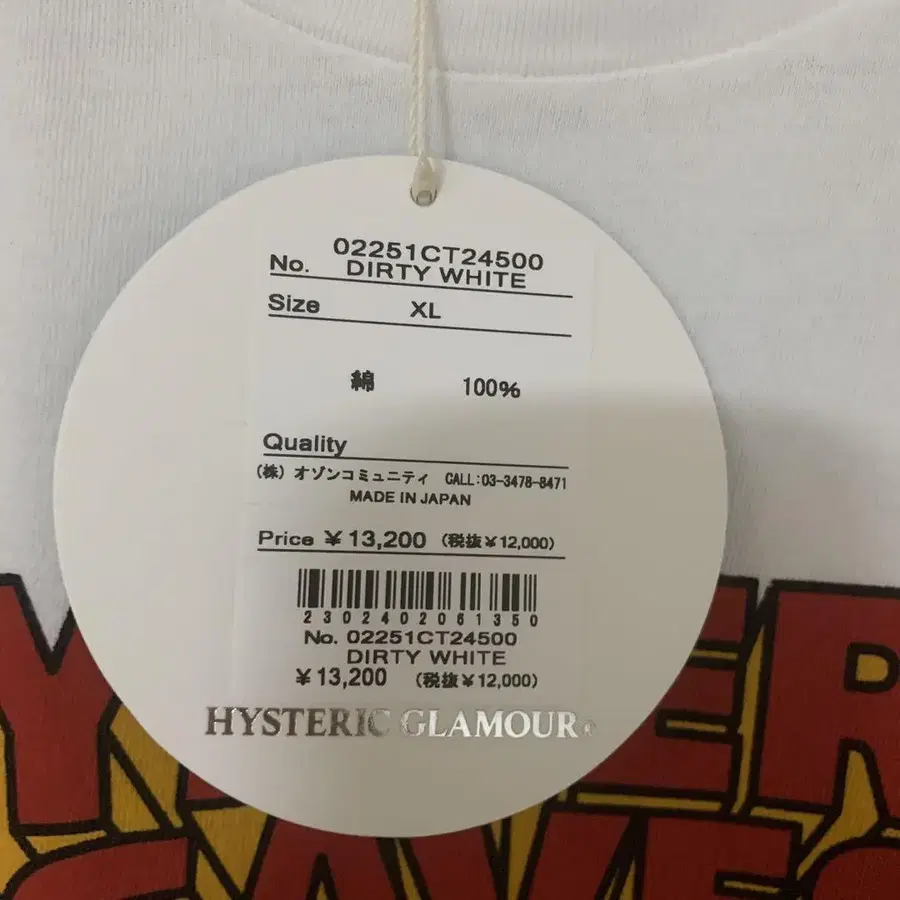 02251CT24500
No. DIRTY WHITE
Size XL
綿 100%
Quality
(株) オゾンコミュニティ CALL:03-3478-8471
MADE IN JAPAN
Price ¥13,200 (税抜¥12,000)
2302402061350
No. 02251CT24500
DIRTY WHITE
¥13,200 (税抜¥12,000)
HYSTERIC GLAMOUR